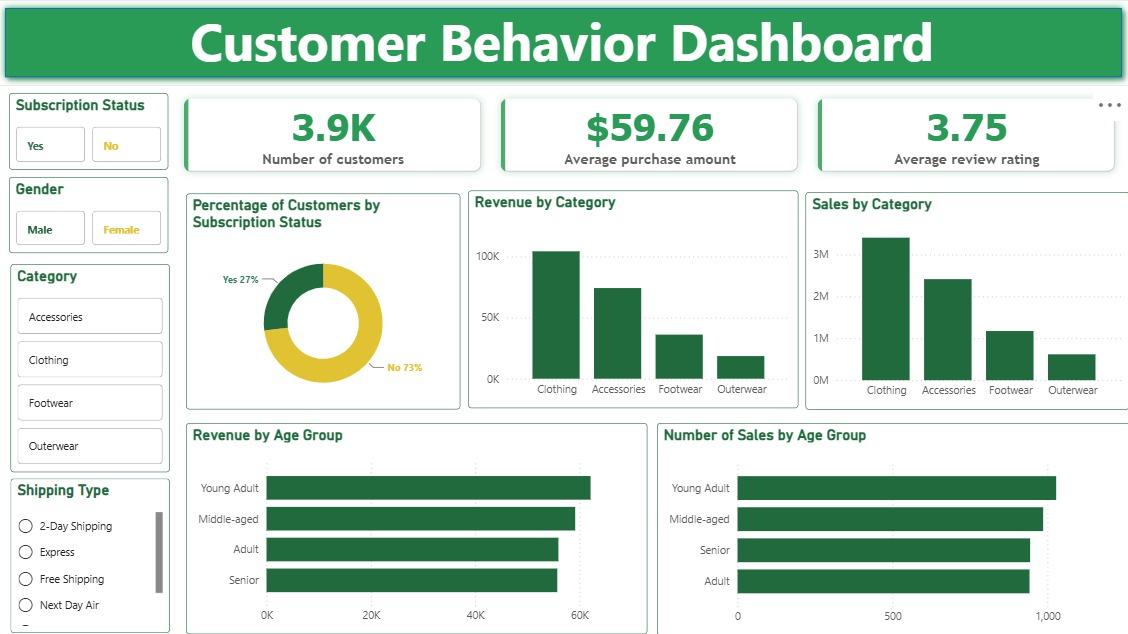 Customer Behavior Dashboard
Subscription Status
Yes
No
Gender
Male
Female
Category
Accessories
Clothing
Footwear
Outerwear
Shipping Type
2-Day Shipping
Express
Free Shipping
Next Day Air
3.9K
Number of customers
$59.76
Average purchase amount
3.75
Average review rating
Percentage of Customers by
Subscription Status
Yes 27%
No 73%
Revenue by Category
100K
50K
0K
Clothing
Accessories
Footwear
Outerwear
Sales by Category
3M
2M
1M
0M
Clothing
Accessories
Footwear
Outerwear
Revenue by Age Group
Young Adult
Middle-aged
Adult
Senior
0K
20K
40K
60K
Number of Sales by Age Group
Young Adult
Middle-aged
Senior
Adult
0
500
1,000